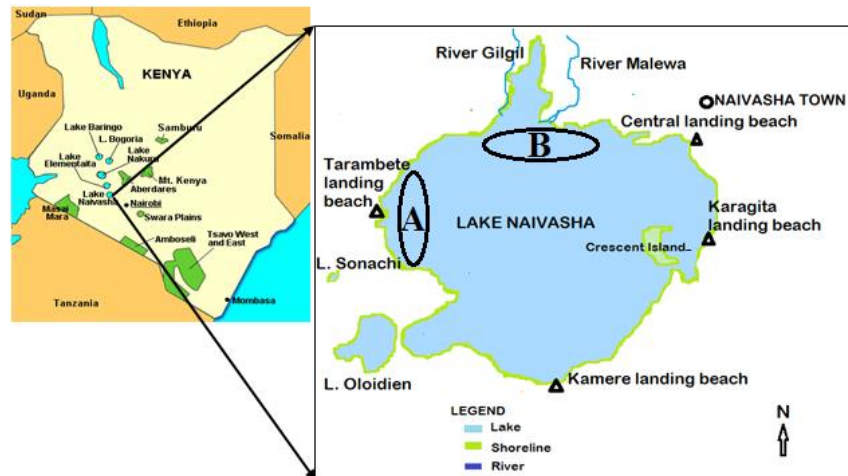 Sudan
Ethiopia
KENYA
Uganda
Lake Baringo
L. Bogoria
Samburu
Somalia
Lake
Elementaita
Lake
Nakuru
Mt. Kenya
Aberdares
Lake
Naivasha
Nairobi
Masai
Mara
Swara Plains
Amboseli
Tsavo West
and East
Tanzania
Mombasa
River Gilgil
River Malewa
NAIVASHA TOWN
Central landing beach
B
Tarambete
landing
beach
A
LAKE NAIVASHA
Karagita
landing beach
Crescent Island
L. Sonachi
L. Oloidien
Kamere landing beach
LEGEND
Lake
Shoreline
River
N